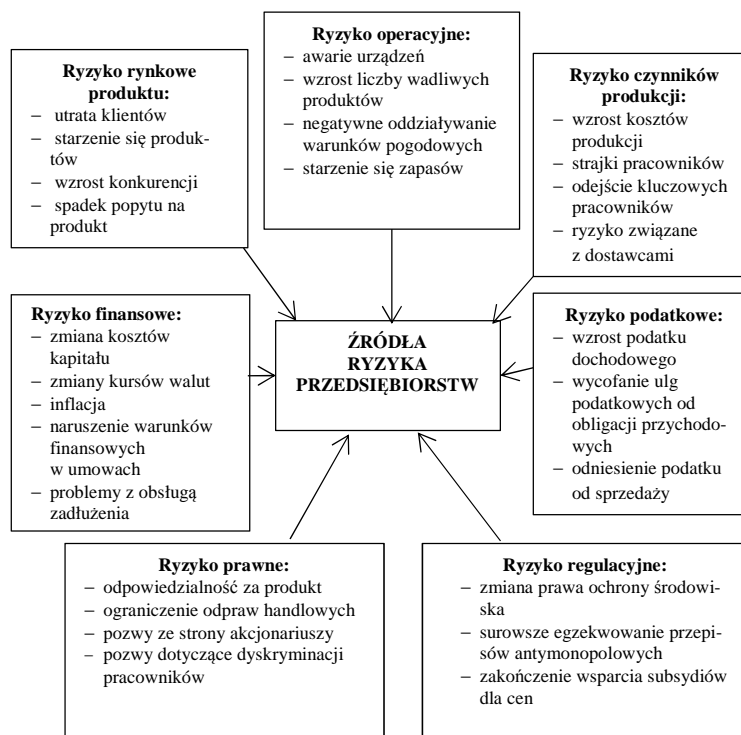 Ryzyko rynkowe
produktu:
− utrata klientów
− starzenie się produk-
tów
− wzrost konkurencji
− spadek popytu na
produkt
Ryzyko operacyjne:
− awarie urządzeń
− wzrost liczby wadliwych
produktów
− negatywne oddziaływanie
warunków pogodowych
− starzenie się zapasów
Ryzyko czynników
produkcji:
− wzrost kosztów
produkcji
− strajki pracowników
− odejście kluczowych
pracowników
− ryzyko związane
z dostawcami
Ryzyko finansowe:
− zmiana kosztów
kapitału
− zmiany kursów walut
− inflacja
− naruszenie warunków
finansowych
w umowach
− problemy z obsługą
zadłużenia
ŹRÓDŁA
RYZYKA
PRZEDSIĘBIORSTW
Ryzyko podatkowe:
− wzrost podatku
dochodowego
− wycofanie ulg
podatkowych od
obligacji przychodo-
wych
− odniesienie podatku
od sprzedaży
Ryzyko prawne:
− odpowiedzialność za produkt
− ograniczenie odpraw handlowych
− pozwy ze strony akcjonariuszy
− pozwy dotyczące dyskryminacji
pracowników
Ryzyko regulacyjne:
− zmiana prawa ochrony środowi-
ska
− surowsze egzekwowanie przepi-
sów antymonopolowych
− zakończenie wsparcia subsydiów
dla cen